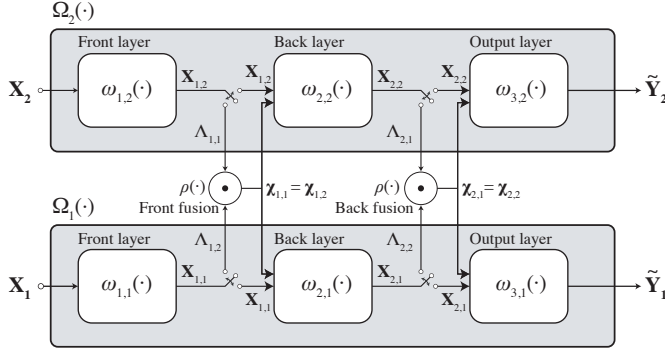 Ω₂(·)
Front layer Back layer Output layer
X₂ ω₁,₂(·) X₁,₂ X₁,₂ ω₂,₂(·) X₂,₂ X₂,₂ ω₃,₂(·) Ỹ₂
Λ₁,₁ Λ₂,₁
ρ(·) χ₁,₁ = χ₁,₂ ρ(·) χ₂,₁ = χ₂,₂
Front fusion Back fusion
Ω₁(·)
Λ₁,₂ Λ₂,₂
Front layer Back layer Output layer
X₁ ω₁,₁(·) X₁,₁ X₁,₁ ω₂,₁(·) X₂,₁ X₂,₁ ω₃,₁(·) Ỹ₁